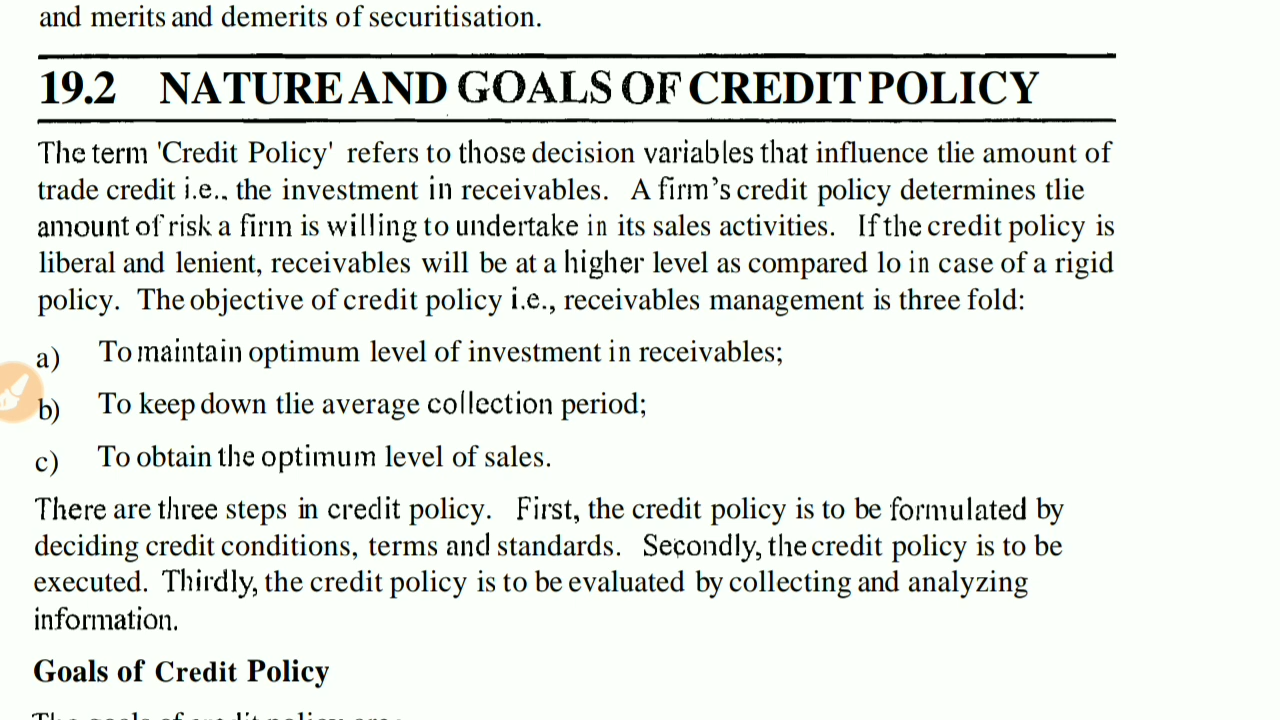 and merits and demerits of securitisation.
19.2 NATURE AND GOALS OF CREDIT POLICY
The term 'Credit Policy' refers to those decision variables that influence tlie amount of
trade credit i.e.. the investment in receivables. A firm's credit policy determines tlie
amount of risk a firm is willing to undertake in its sales activities. If the credit policy is
liberal and lenient, receivables will be at a higher level as compared lo in case of a rigid
policy. The objective of credit policy i.e., receivables management is three fold:
a) To maintain optimum level of investment in receivables;
b) To keep down tlie average collection period;
c) To obtain the optimum level of sales.
There are three steps in credit policy. First, the credit policy is to be formulated by
deciding credit conditions, terms and standards. Secondly, the credit policy is to be
executed. Thirdly, the credit policy is to be evaluated by collecting and analyzing
information.
Goals of Credit Policy